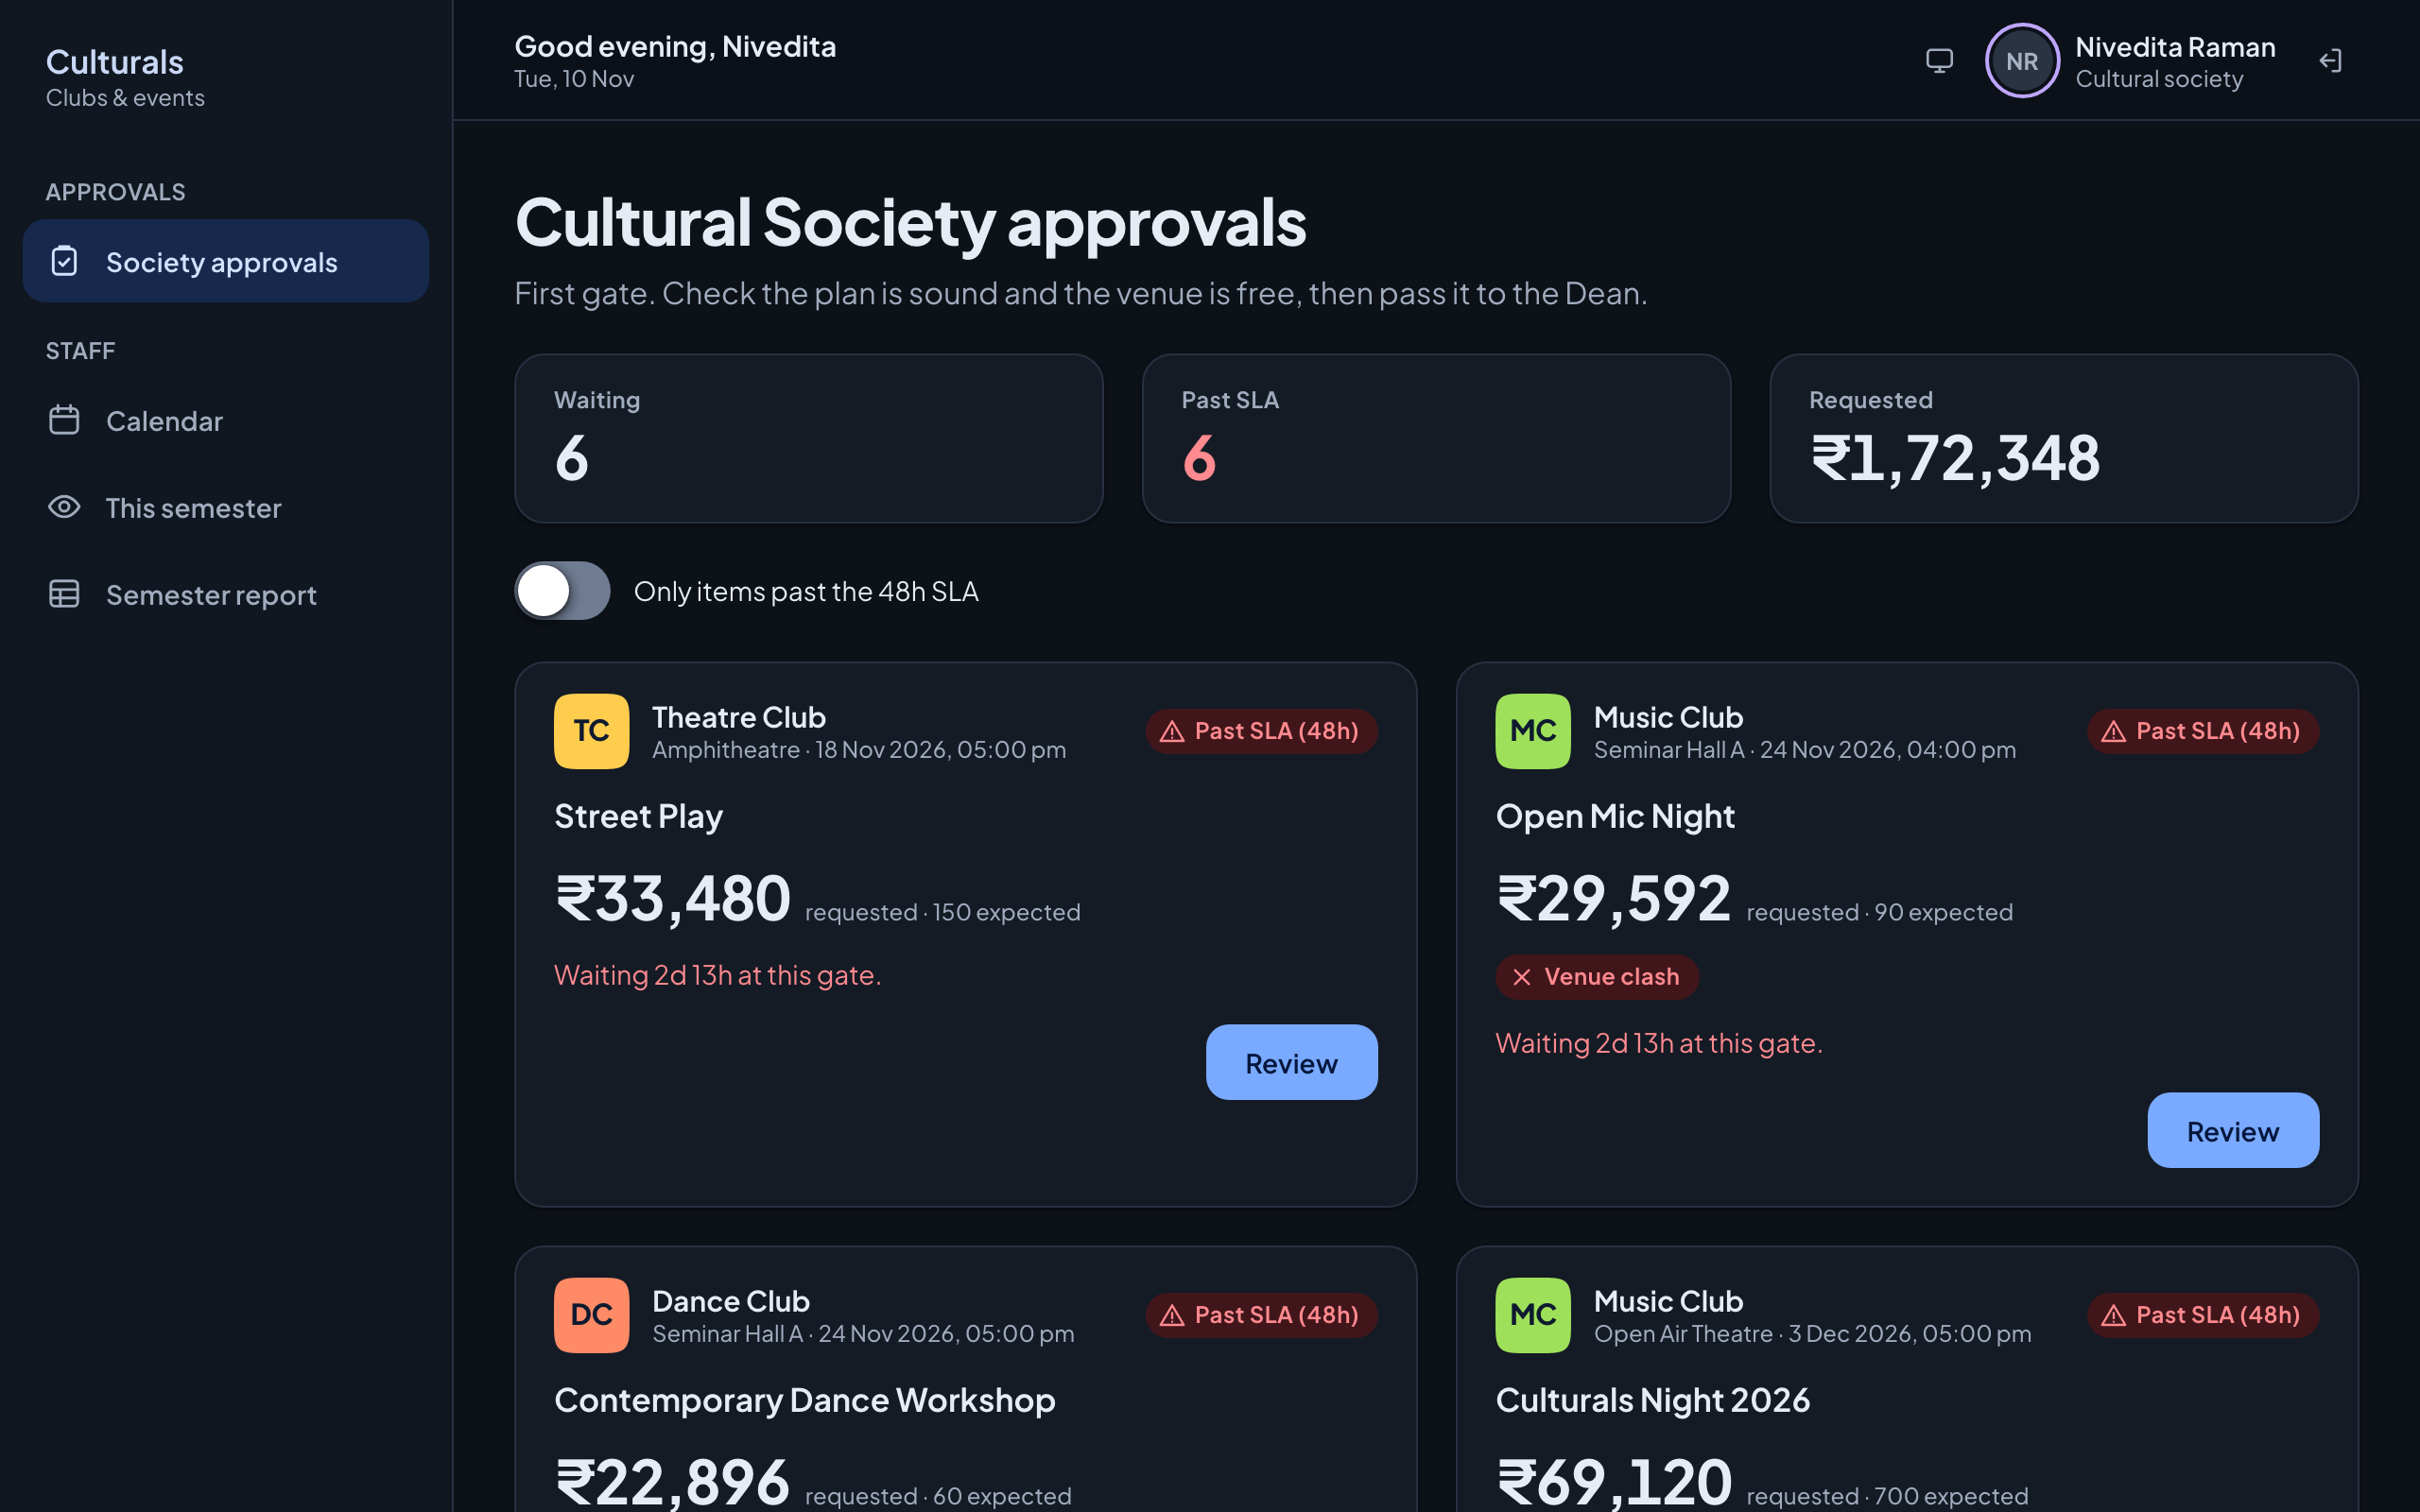 Culturals
Clubs & events
APPROVALS
Society approvals
STAFF
Calendar
This semester
Semester report
Good evening, Nivedita
Tue, 10 Nov
NR
Nivedita Raman
Cultural society
Cultural Society approvals
First gate. Check the plan is sound and the venue is free, then pass it to the Dean.
Waiting
6
Past SLA
6
Requested
₹1,72,348
Only items past the 48h SLA
TC
Theatre Club
Amphitheatre · 18 Nov 2026, 05:00 pm
Past SLA (48h)
Street Play
₹33,480 requested · 150 expected
Waiting 2d 13h at this gate.
Review
MC
Music Club
Seminar Hall A · 24 Nov 2026, 04:00 pm
Past SLA (48h)
Open Mic Night
₹29,592 requested · 90 expected
Venue clash
Waiting 2d 13h at this gate.
Review
DC
Dance Club
Seminar Hall A · 24 Nov 2026, 05:00 pm
Past SLA (48h)
Contemporary Dance Workshop
₹22,896 requested · 60 expected
MC
Music Club
Open Air Theatre · 3 Dec 2026, 05:00 pm
Past SLA (48h)
Culturals Night 2026
₹69,120 requested · 700 expected